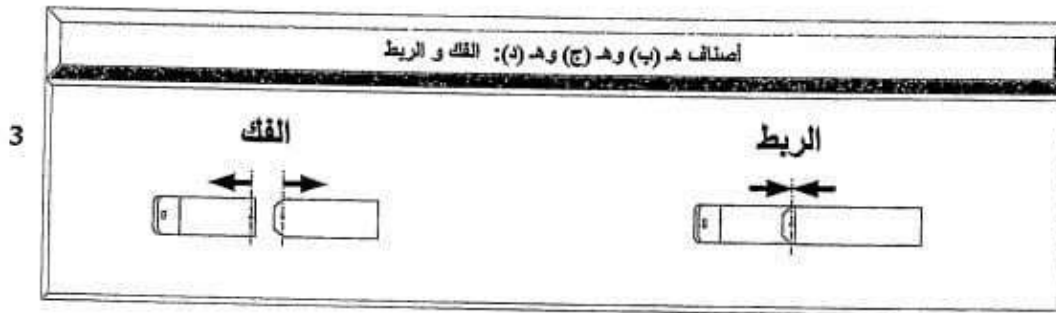 أصناف هـ (ب) وهـ (ج) وهـ (د): الفك و الربط
3
الربط
الفك